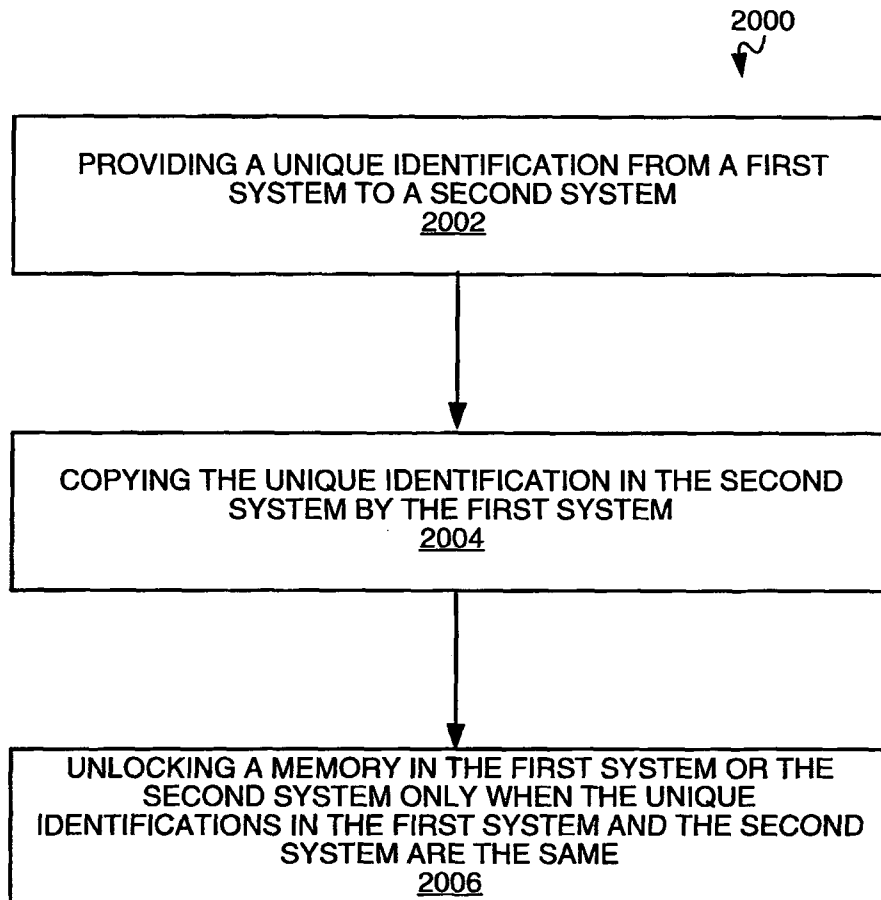 2000
PROVIDING A UNIQUE IDENTIFICATION FROM A FIRST
SYSTEM TO A SECOND SYSTEM
2002
COPYING THE UNIQUE IDENTIFICATION IN THE SECOND
SYSTEM BY THE FIRST SYSTEM
2004
UNLOCKING A MEMORY IN THE FIRST SYSTEM OR THE
SECOND SYSTEM ONLY WHEN THE UNIQUE
IDENTIFICATIONS IN THE FIRST SYSTEM AND THE SECOND
SYSTEM ARE THE SAME
2006